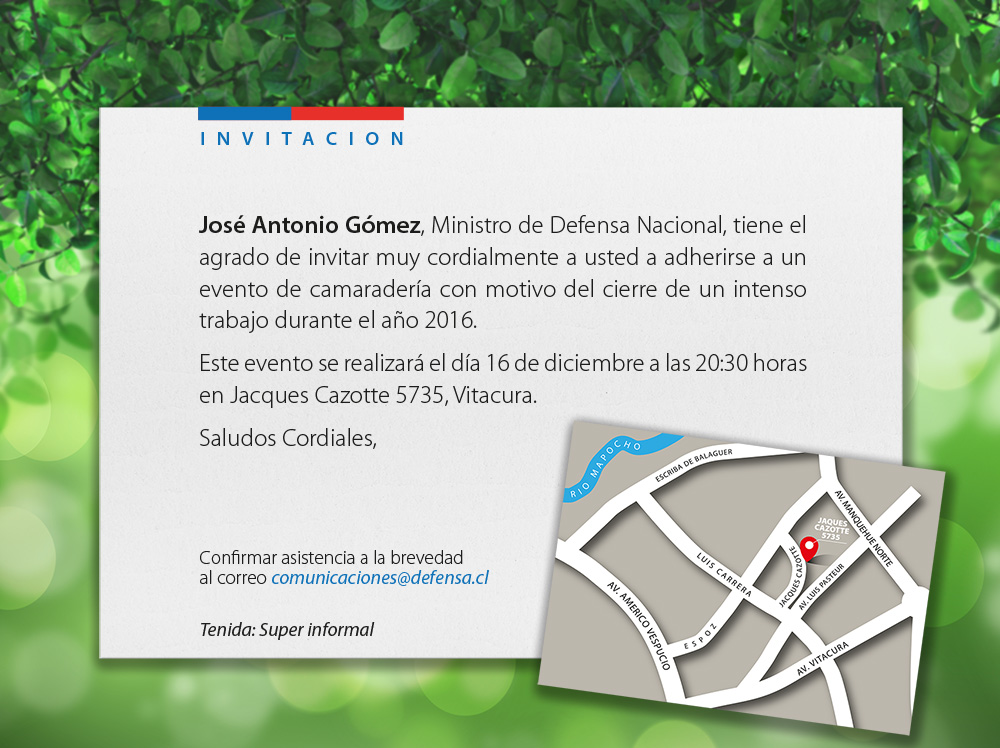 INVITACION
José Antonio Gómez, Ministro de Defensa Nacional, tiene el
agrado de invitar muy cordialmente a usted a adherirse a un
evento de camaradería con motivo del cierre de un intenso
trabajo durante el año 2016.
Este evento se realizará el día 16 de diciembre a las 20:30 horas
en Jacques Cazotte 5735, Vitacura.
Saludos Cordiales,
Confirmar asistencia a la brevedad
al correo comunicaciones@defensa.cl
Tenida: Super informal
RIO MAPOCHO
ESCRIBA DE BALAGUER
AV. MANQUEHUE NORTE
JAQUES
CAZOTTE
5735
LUIS CARRERA
JACQUES CAZOTTE
AV. LUIS PASTEUR
AV. AMERICO VESPUCIO
ESPOZ
AV. VITACURA